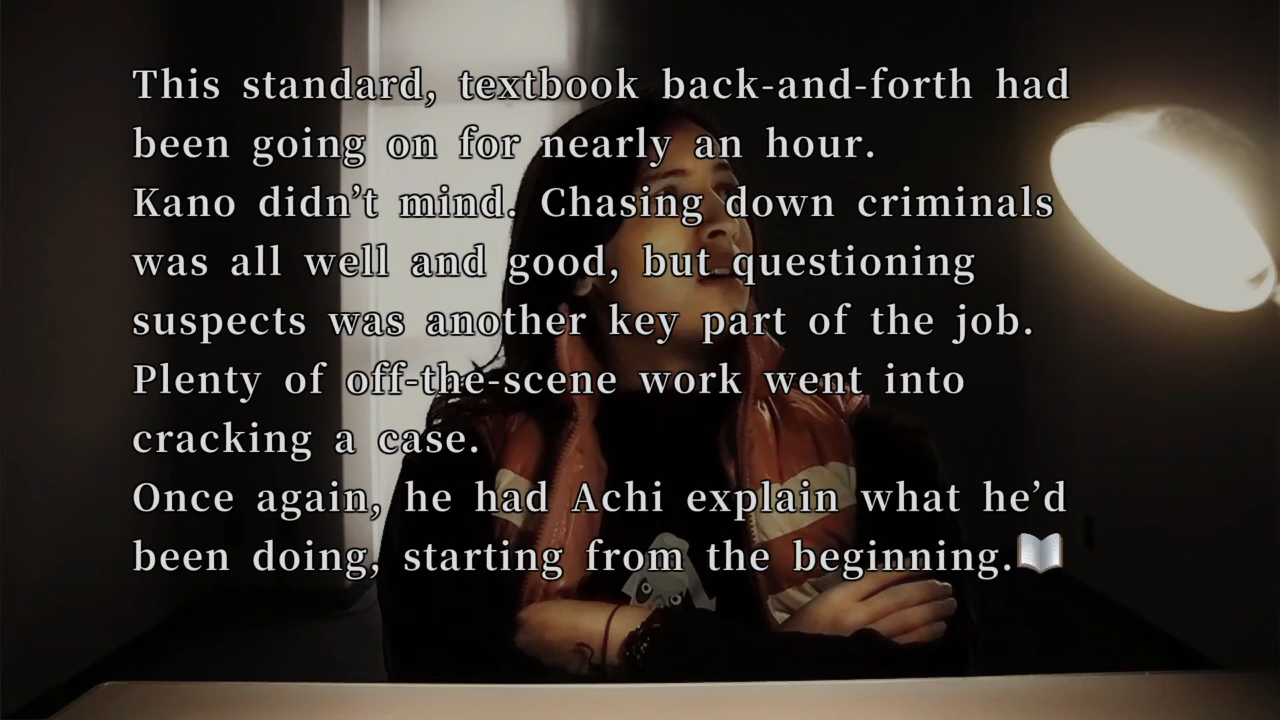 This standard, textbook back-and-forth had
been going on for nearly an hour.
Kano didn’t mind. Chasing down criminals
was all well and good, but questioning
suspects was another key part of the job.
Plenty of off-the-scene work went into
cracking a case.
Once again, he had Achi explain what he’d
been doing, starting from the beginning.